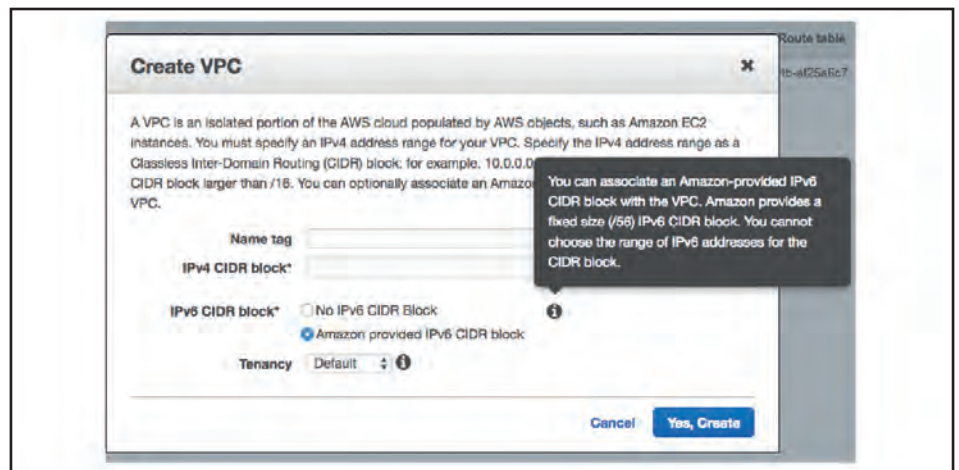 Route table
Create VPC ✖
rtb-af25a6c7
A VPC is an isolated portion of the AWS cloud populated by AWS objects, such as Amazon EC2
instances. You must specify an IPv4 address range for your VPC. Specify the IPv4 address range as a
Classless Inter-Domain Routing (CIDR) block; for example, 10.0.0.0
CIDR block larger than /16. You can optionally associate an Amazo
VPC.
You can associate an Amazon-provided IPv6
CIDR block with the VPC. Amazon provides a
fixed size (/56) IPv6 CIDR block. You cannot
choose the range of IPv6 addresses for the
CIDR block.
Name tag
IPv4 CIDR block*
IPv6 CIDR block* No IPv6 CIDR Block
Amazon provided IPv6 CIDR block
Tenancy Default
Cancel Yes, Create